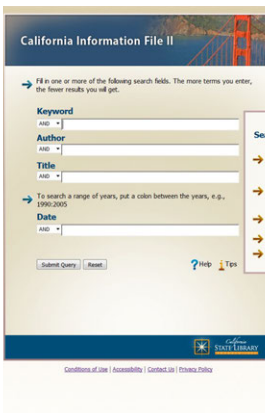 California Information File II
Fill in one or more of the following search fields. The more terms you enter,
the fewer results you will get.
Keyword
AND
Author
AND
Title
AND
To search a range of years, put a colon between the years, e.g.,
1990:2005
Date
AND
Submit Query Reset
? Help i Tips
Sea
California
STATE LIBRARY
Conditions of Use | Accessibility | Contact Us | Privacy Policy